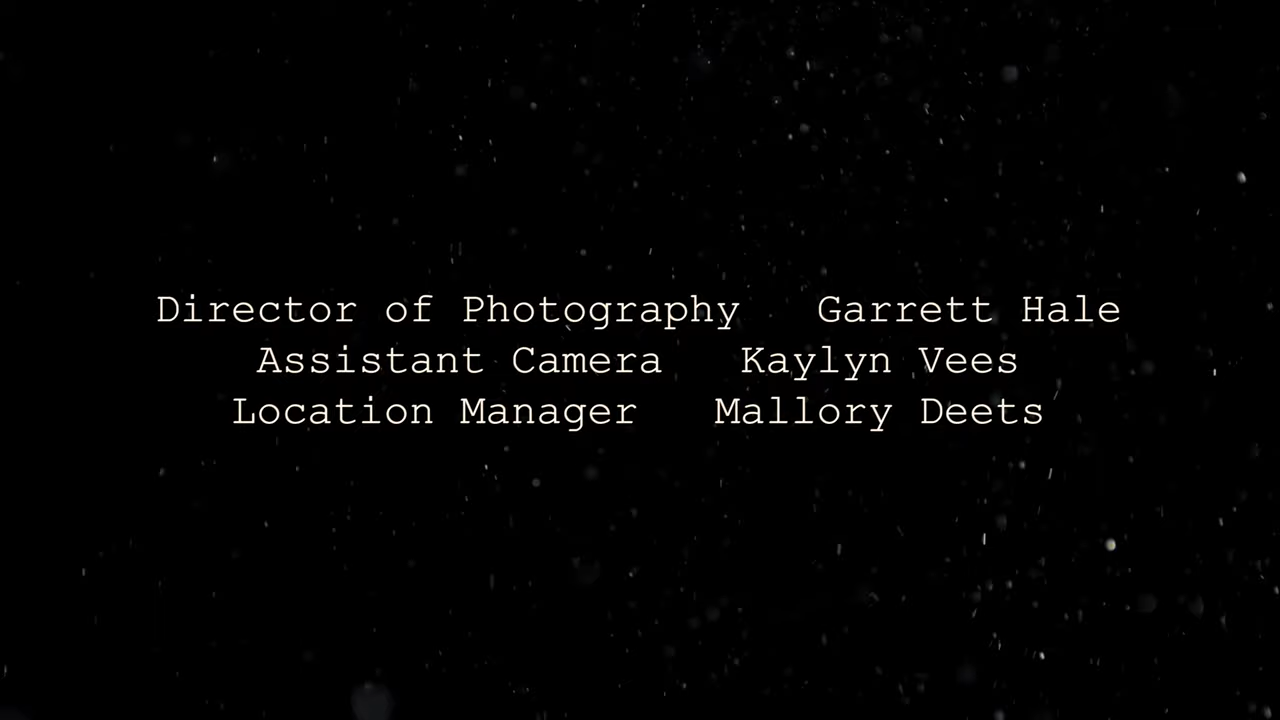 Director of Photography   Garrett Hale
Assistant Camera   Kaylyn Vees
Location Manager   Mallory Deets